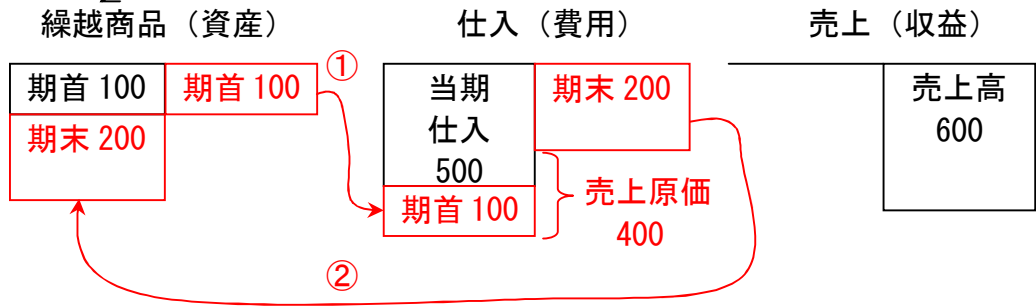 繰越商品（資産）
仕入（費用）
売上（収益）
期首 100
期首 100
①
期末 200
当期
仕入
500
期末 200
期首 100
売上原価
400
売上高
600
②